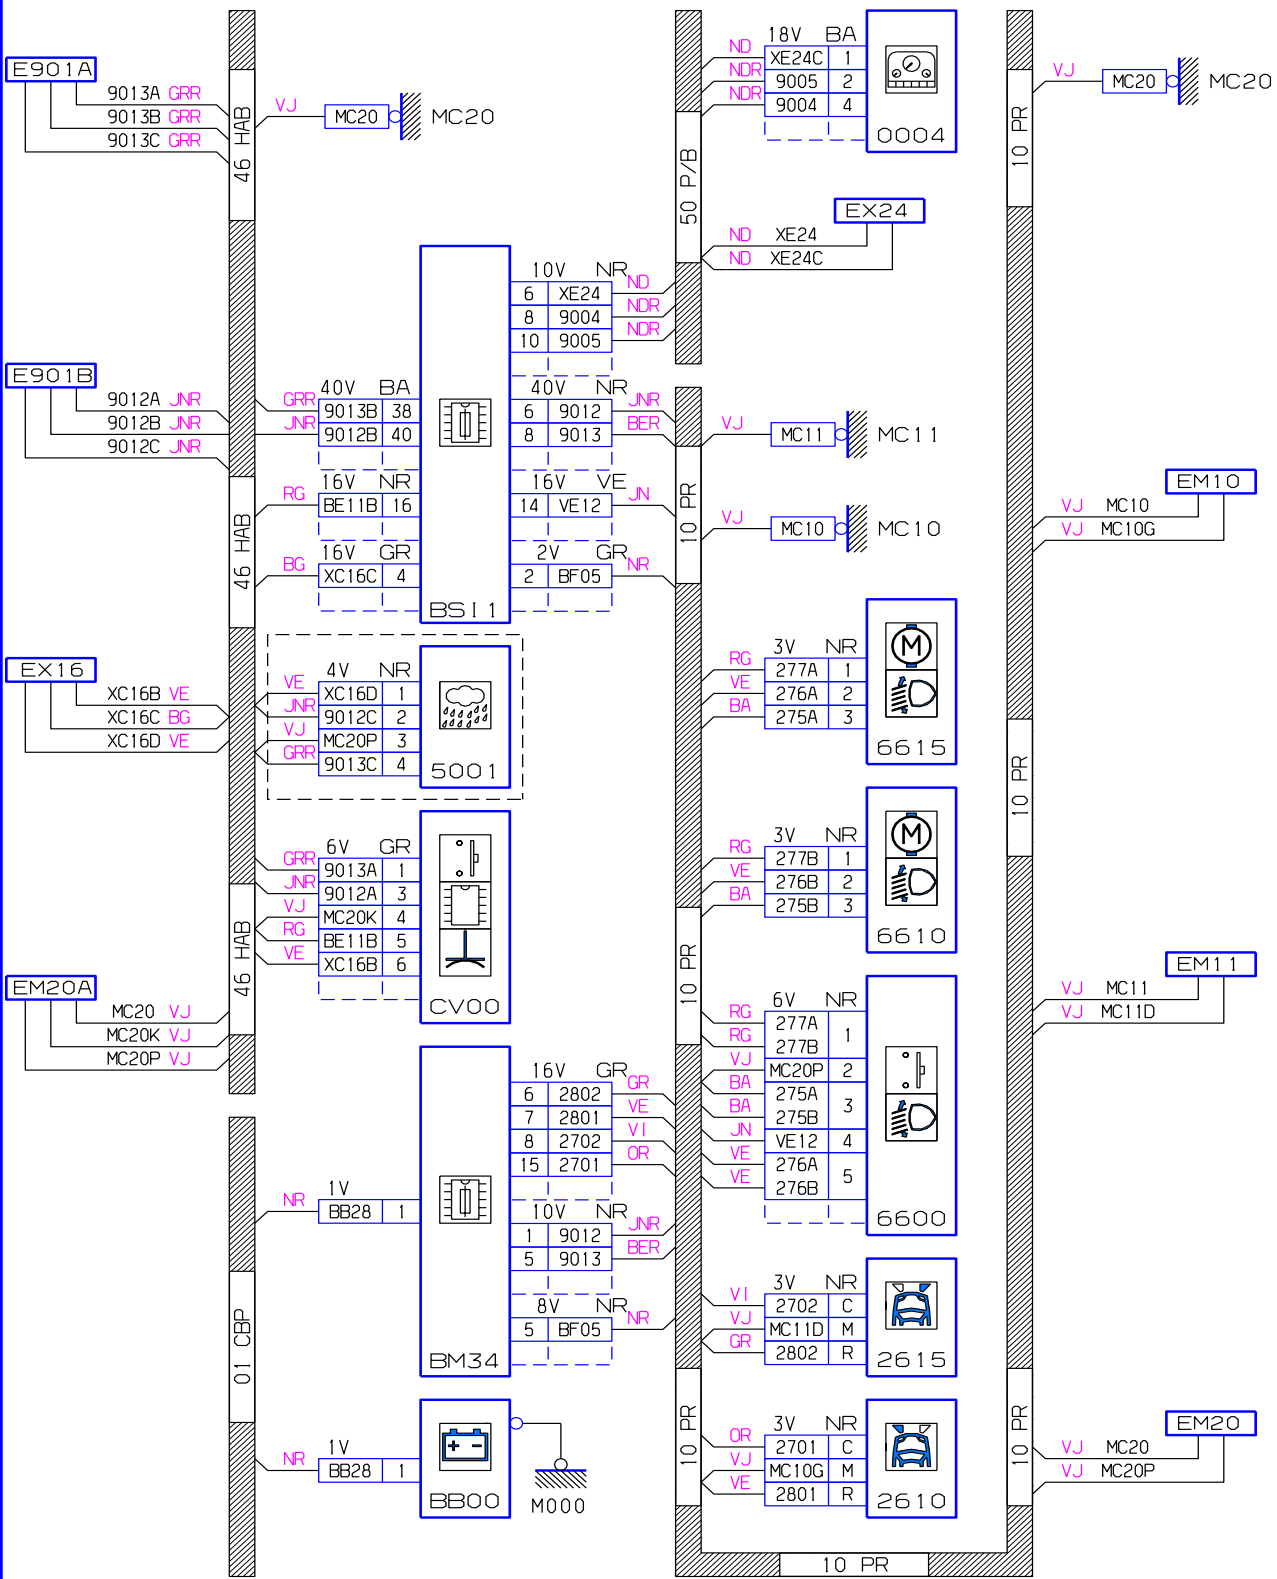 E901A
9013A GRR
9013B GRR
9013C GRR
46 HAB
VJ
MC20
MC20
E901B
9012A JNR
9012B JNR
9012C JNR
46 HAB
EX16
XC16B VE
XC16C BG
XC16D VE
EM20A
MC20 VJ
MC20K VJ
MC20P VJ
46 HAB
01 CBP
40V BA
GRR 9013B 38
JNR 9012B 40
16V NR
RG BE11B 16
16V GR
BG XC16C 4
BSI1
10V NR
6 XE24 ND
8 9004 NDR
10 9005 NDR
40V NR
6 9012 JNR
8 9013 BER
16V VE
14 VE12 JN
2V GR
2 BF05 NR
4V NR
VE XC16D 1
JNR 9012C 2
VJ MC20P 3
GRR 9013C 4
5001
6V GR
GRR 9013A 1
JNR 9012A 3
VJ MC20K 4
RG BE11B 5
VE XC16B 6
CV00
16V GR
6 2802 GR
7 2801 VE
8 2702 VI
15 2701 OR
1V
NR BB28 1
10V NR
1 9012 JNR
5 9013 BER
8V NR
5 BF05 NR
BM34
1V
NR BB28 1
+ -
BB00
M000
18V BA
ND XE24C 1
NDR 9005 2
NDR 9004 4
0004
50 P/B
EX24
ND XE24
ND XE24C
10 PR
VJ
MC11
MC11
VJ
MC10
MC10
3V NR
RG 277A 1
VE 276A 2
BA 275A 3
M
6615
3V NR
RG 277B 1
VE 276B 2
BA 275B 3
M
6610
10 PR
6V NR
RG 277A
RG 277B 1
VJ MC20P 2
BA 275A
BA 275B 3
JN VE12 4
VE 276A
VE 276B 5
6600
3V NR
VI 2702 C
VJ MC11D M
GR 2802 R
2615
10 PR
3V NR
OR 2701 C
VJ MC10G M
VE 2801 R
2610
10 PR
10 PR
VJ
MC20
MC20
EM10
VJ MC10
VJ MC10G
10 PR
EM11
VJ MC11
VJ MC11D
10 PR
EM20
VJ MC20
VJ MC20P